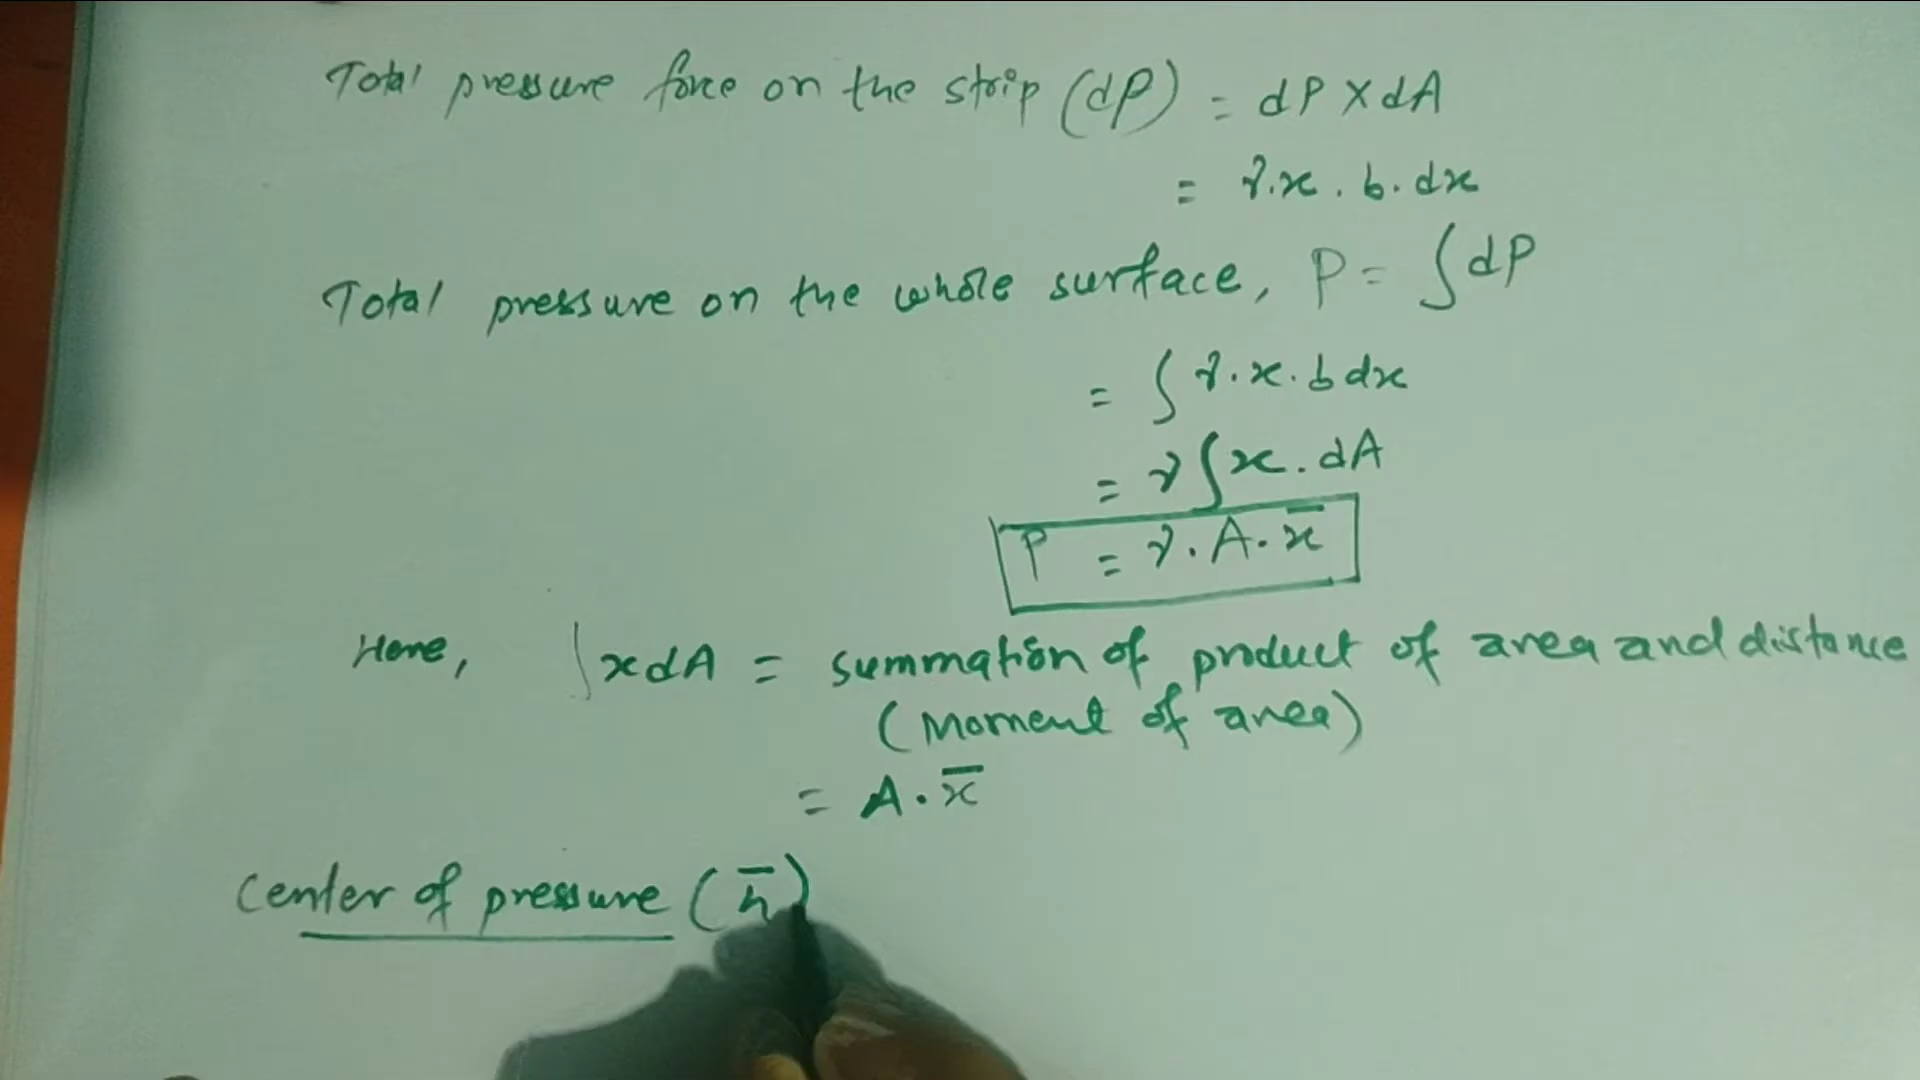 Total pressure force on the strip (dP) = dP X dA
= γ.x . b. dx
Total pressure on the whole surface, P = ∫dP
= ∫ γ.x.b dx
= γ∫x.dA
P = γ.A.x̄
Here, ∫xdA = summation of product of area and distance
(Moment of area)
= A.x̄
Center of pressure (h̄)